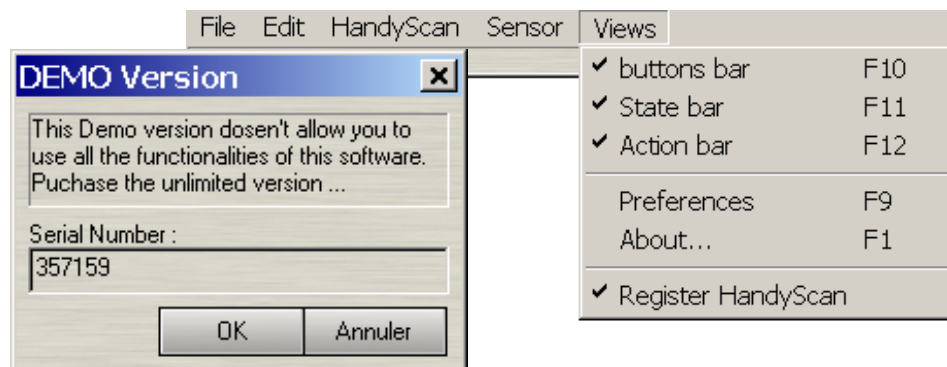 File Edit HandyScan Sensor Views
DEMO Version
This Demo version dosen't allow you to
use all the functionalities of this software.
Puchase the unlimited version ...
Serial Number :
357159
OK Annuler
buttons bar F10
State bar F11
Action bar F12
Preferences F9
About... F1
Register HandyScan